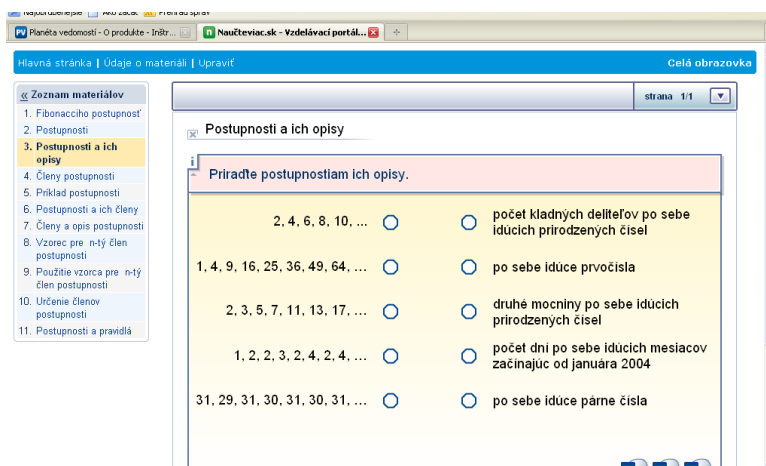 Planéta vedomostí - O produkte - Inštr...
Naučteviac.sk - Vzdelávací portál...
Hlavná stránka | Údaje o materiáli | Upraviť
Celá obrazovka
« Zoznam materiálov
1. Fibonacciho postupnosť
2. Postupnosti
3. Postupnosti a ich
opisy
4. Členy postupnosti
5. Príklad postupnosti
6. Postupnosti a ich členy
7. Členy a opis postupnosti
8. Vzorec pre n-tý člen
postupnosti
9. Použitie vzorca pre n-tý
člen postupnosti
10. Určenie členov
postupnosti
11. Postupnosti a pravidlá
strana 1/1
Postupnosti a ich opisy
Priraďte postupnostiam ich opisy.
2, 4, 6, 8, 10, ...
počet kladných deliteľov po sebe
idúcich prirodzených čísel
1, 4, 9, 16, 25, 36, 49, 64, ...
po sebe idúce prvočísla
2, 3, 5, 7, 11, 13, 17, ...
druhé mocniny po sebe idúcich
prirodzených čísel
1, 2, 2, 3, 2, 4, 2, 4, ...
počet dní po sebe idúcich mesiacov
začínajúc od januára 2004
31, 29, 31, 30, 31, 30, 31, ...
po sebe idúce párne čísla